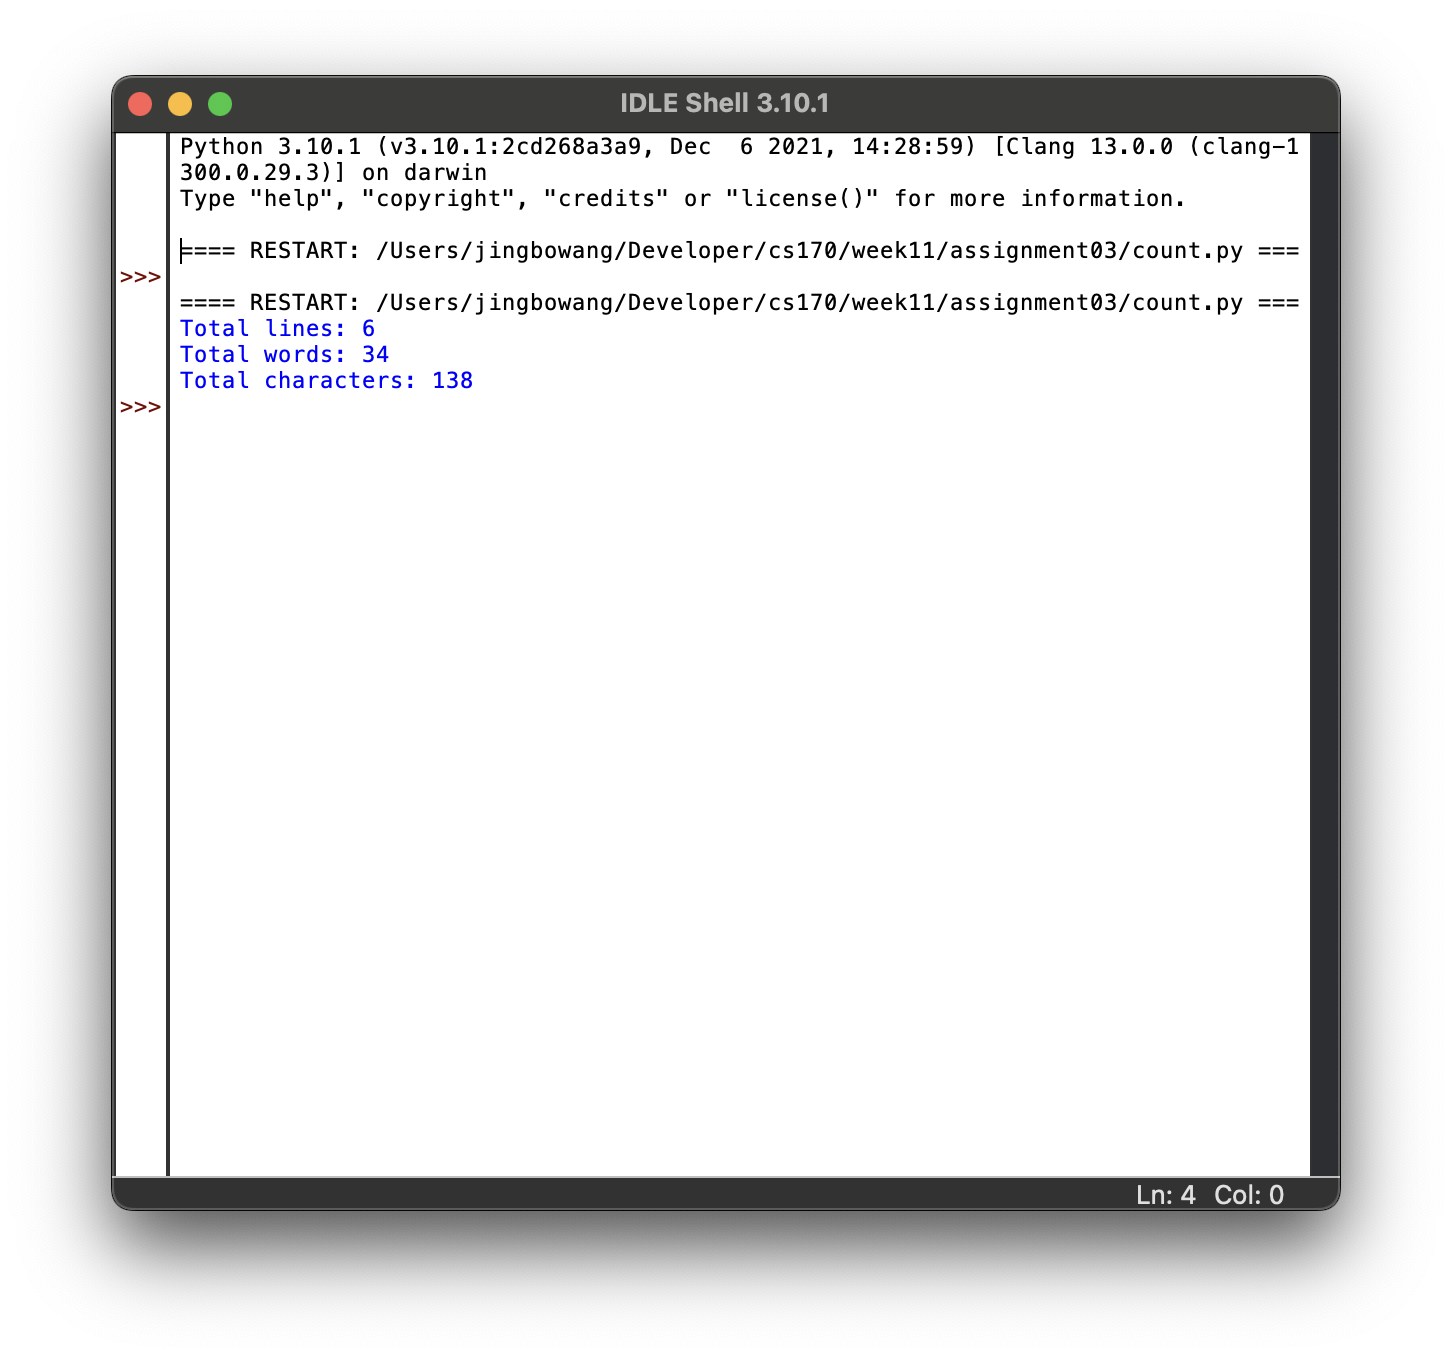 IDLE Shell 3.10.1
Python 3.10.1 (v3.10.1:2cd268a3a9, Dec  6 2021, 14:28:59) [Clang 13.0.0 (clang-1
300.0.29.3)] on darwin
Type "help", "copyright", "credits" or "license()" for more information.
==== RESTART: /Users/jingbowang/Developer/cs170/week11/assignment03/count.py ===
>>>
==== RESTART: /Users/jingbowang/Developer/cs170/week11/assignment03/count.py ===
Total lines: 6
Total words: 34
Total characters: 138
>>>
Ln: 4  Col: 0